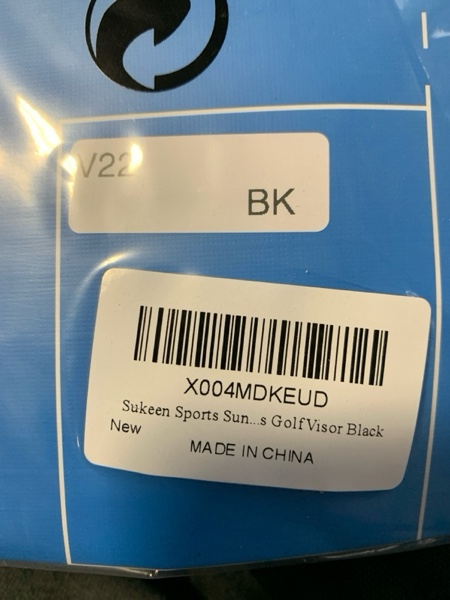 V22
BK
X004MDKEUD
Sukeen Sports Sun...s Golf Visor Black
New
MADE IN CHINA